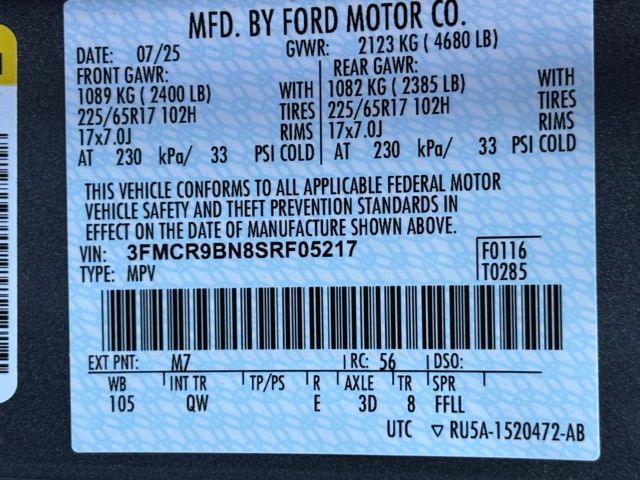 MFD. BY FORD MOTOR CO.
DATE: 07/25 GVWR: 2123 KG ( 4680 LB)
FRONT GAWR: REAR GAWR:
1089 KG ( 2400 LB) WITH 1082 KG ( 2385 LB) WITH
225/65R17 102H TIRES 225/65R17 102H TIRES
17x7.0J RIMS 17x7.0J RIMS
AT 230 kPa/ 33 PSI COLD AT 230 kPa/ 33 PSI COLD
THIS VEHICLE CONFORMS TO ALL APPLICABLE FEDERAL MOTOR
VEHICLE SAFETY AND THEFT PREVENTION STANDARDS IN
EFFECT ON THE DATE OF MANUFACTURE SHOWN ABOVE.
VIN: 3FMCR9BN8SRF05217 F0116
TYPE: MPV T0285
EXT PNT: M7 RC: 56 DSO:
WB INT TR TP/PS R AXLE TR SPR
105 QW E 3D 8 FFLL
UTC ▽ RU5A-1520472-AB